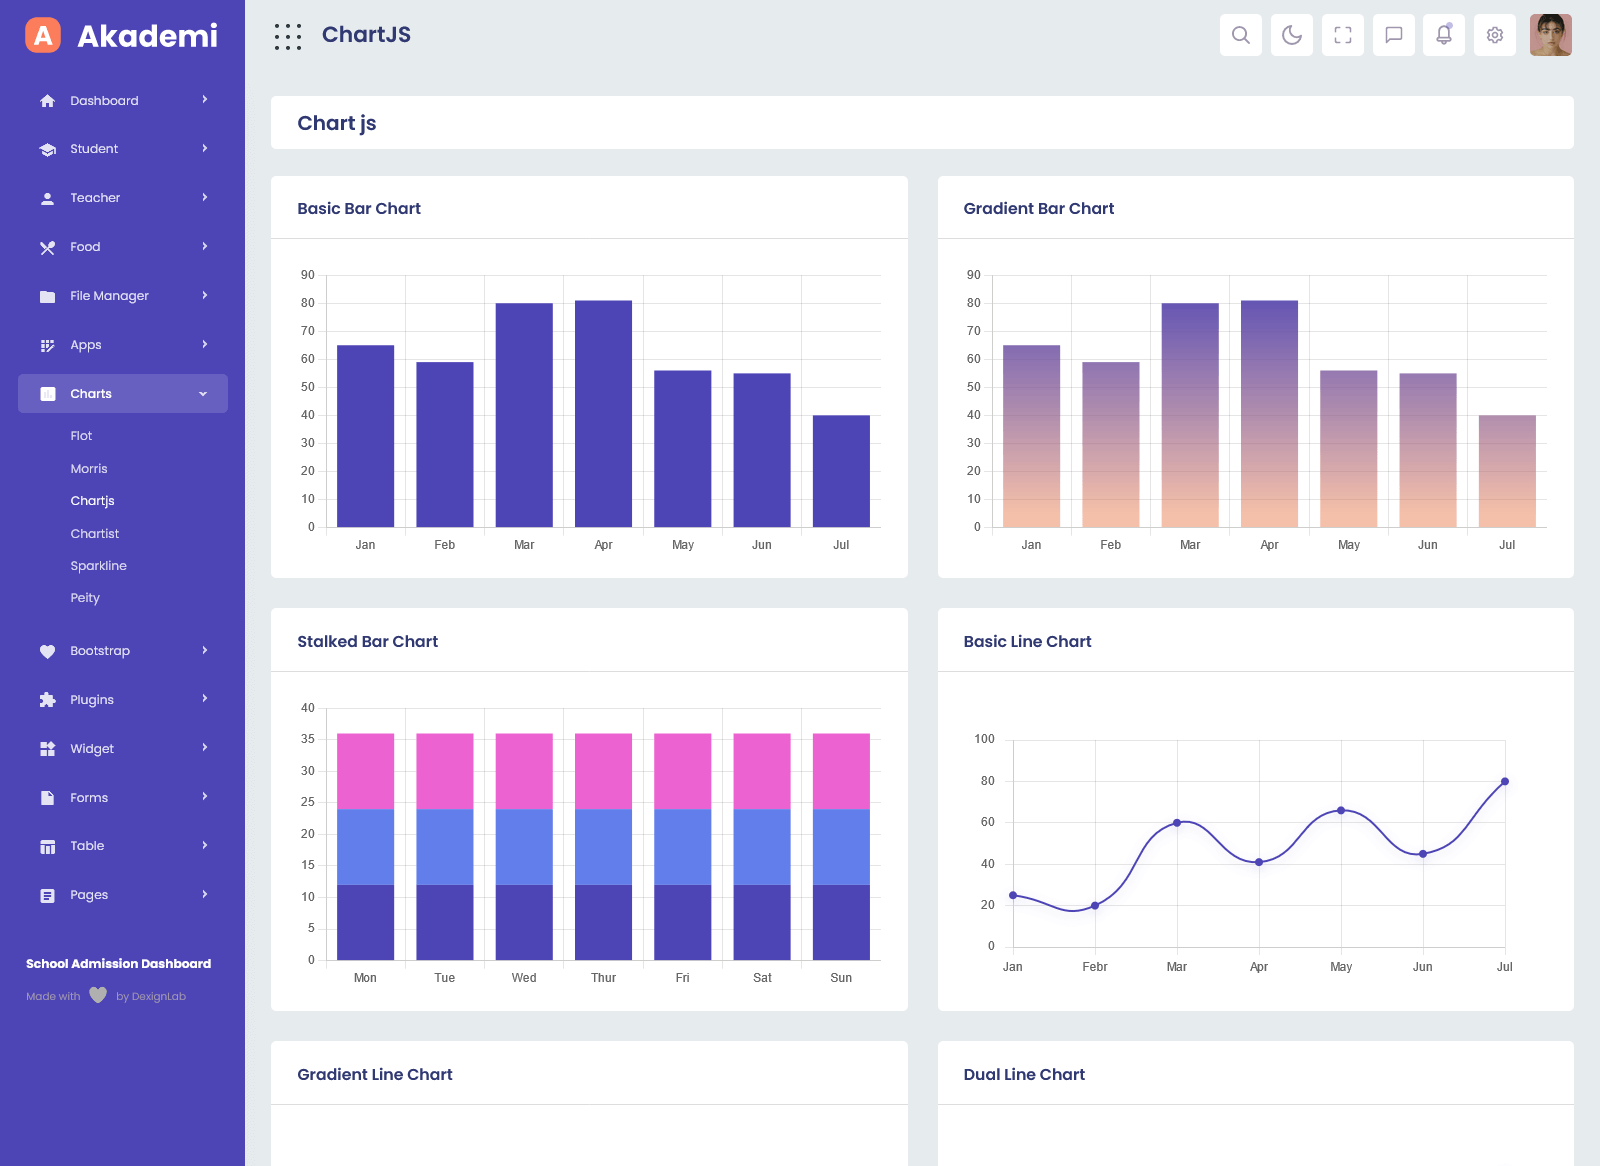 A Akademi
Dashboard
Student
Teacher
Food
File Manager
Apps
Charts
Flot
Morris
Chartjs
Chartist
Sparkline
Peity
Bootstrap
Plugins
Widget
Forms
Table
Pages
School Admission Dashboard
Made with by DexignLab
ChartJS
Chart js
Basic Bar Chart
90
80
70
60
50
40
30
20
10
0
Jan Feb Mar Apr May Jun Jul
Gradient Bar Chart
90
80
70
60
50
40
30
20
10
0
Jan Feb Mar Apr May Jun Jul
Stalked Bar Chart
40
35
30
25
20
15
10
5
0
Mon Tue Wed Thur Fri Sat Sun
Basic Line Chart
100
80
60
40
20
0
Jan Febr Mar Apr May Jun Jul
Gradient Line Chart
Dual Line Chart